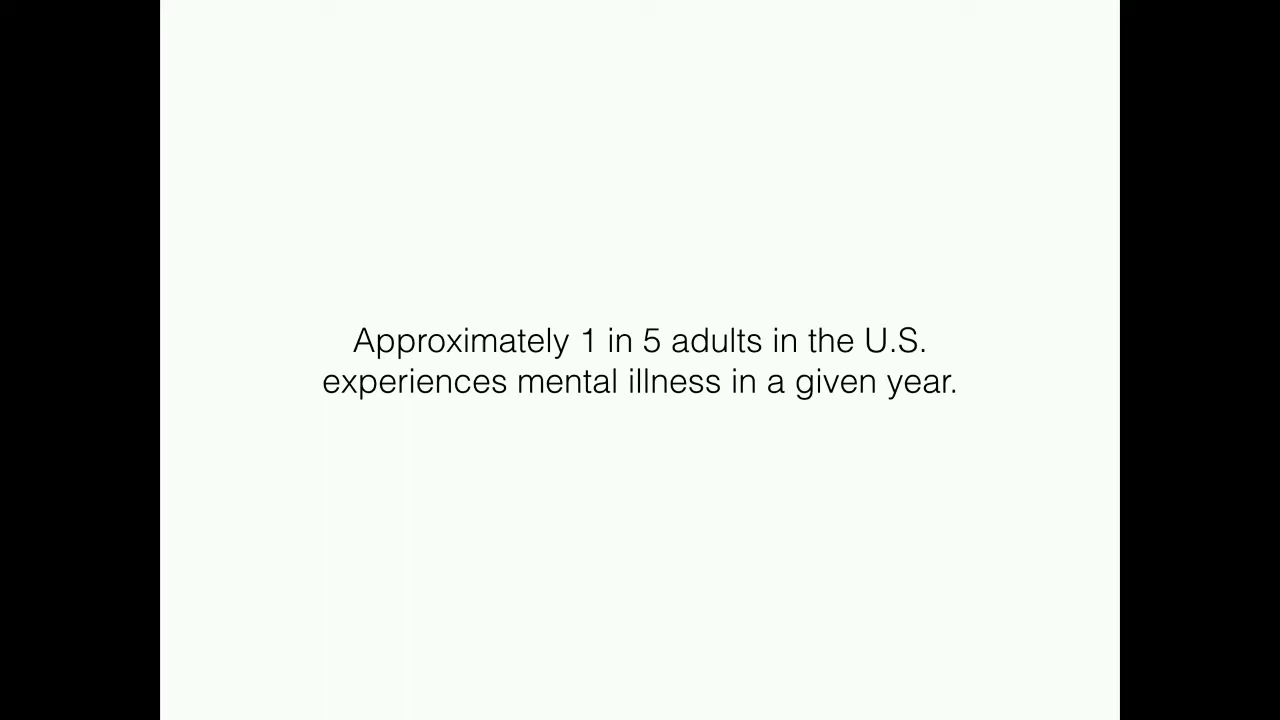 Approximately 1 in 5 adults in the U.S.
experiences mental illness in a given year.